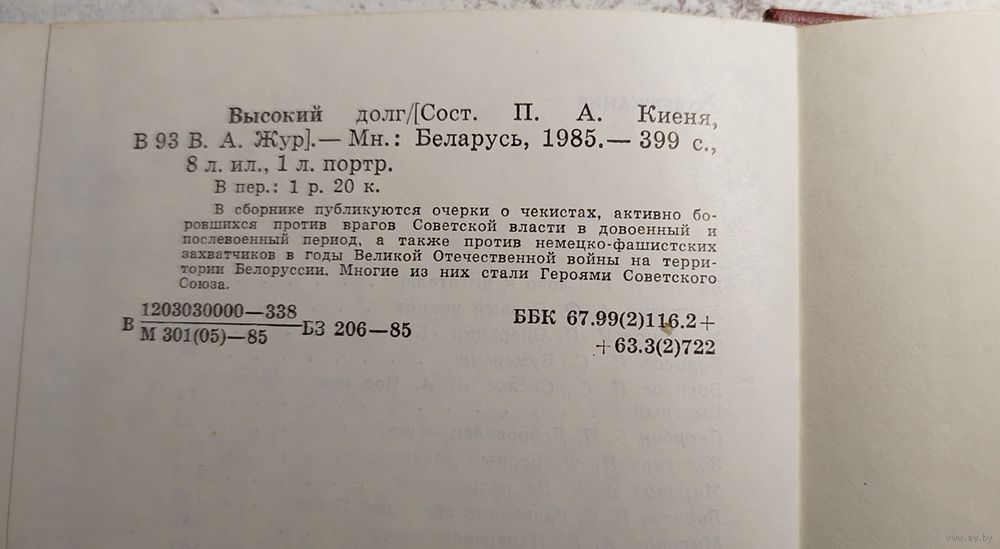 Высокий долг/[Сост. П. А. Киеня,
В 93 В. А. Жур].— Мн.: Беларусь, 1985.— 399 с.,
8 л. ил., 1 л. портр.
В пер.: 1 р. 20 к.
В сборнике публикуются очерки о чекистах, активно бо-
ровшихся против врагов Советской власти в довоенный и
послевоенный период, а также против немецко-фашистских
захватчиков в годы Великой Отечественной войны на терри-
тории Белоруссии. Многие из них стали Героями Советского
Союза.
В 1203030000—338
М 301(05)—85 БЗ 206—85
ББК 67.99(2)116.2+
+63.3(2)722
www.ay.by